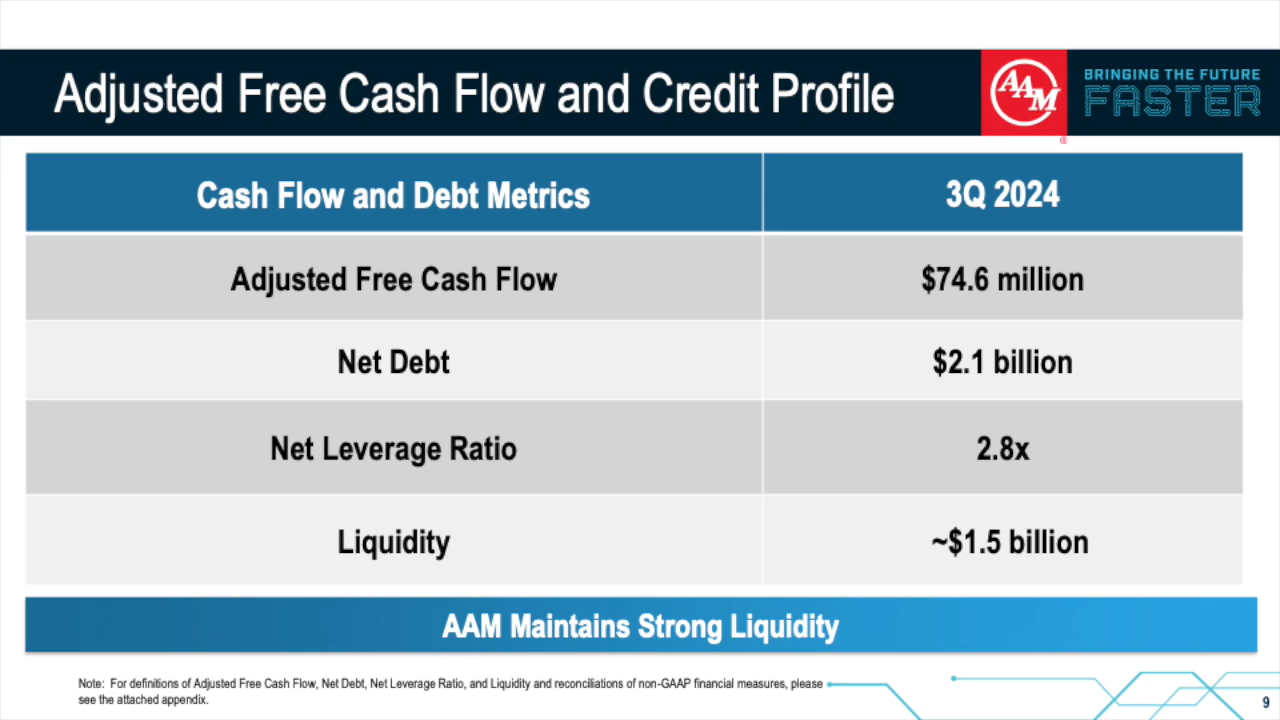 Adjusted Free Cash Flow and Credit Profile
AAM
®
BRINGING THE FUTURE
FASTER
Cash Flow and Debt Metrics
3Q 2024
Adjusted Free Cash Flow
$74.6 million
Net Debt
$2.1 billion
Net Leverage Ratio
2.8x
Liquidity
~$1.5 billion
AAM Maintains Strong Liquidity
Note: For definitions of Adjusted Free Cash Flow, Net Debt, Net Leverage Ratio, and Liquidity and reconciliations of non-GAAP financial measures, please
see the attached appendix.
9